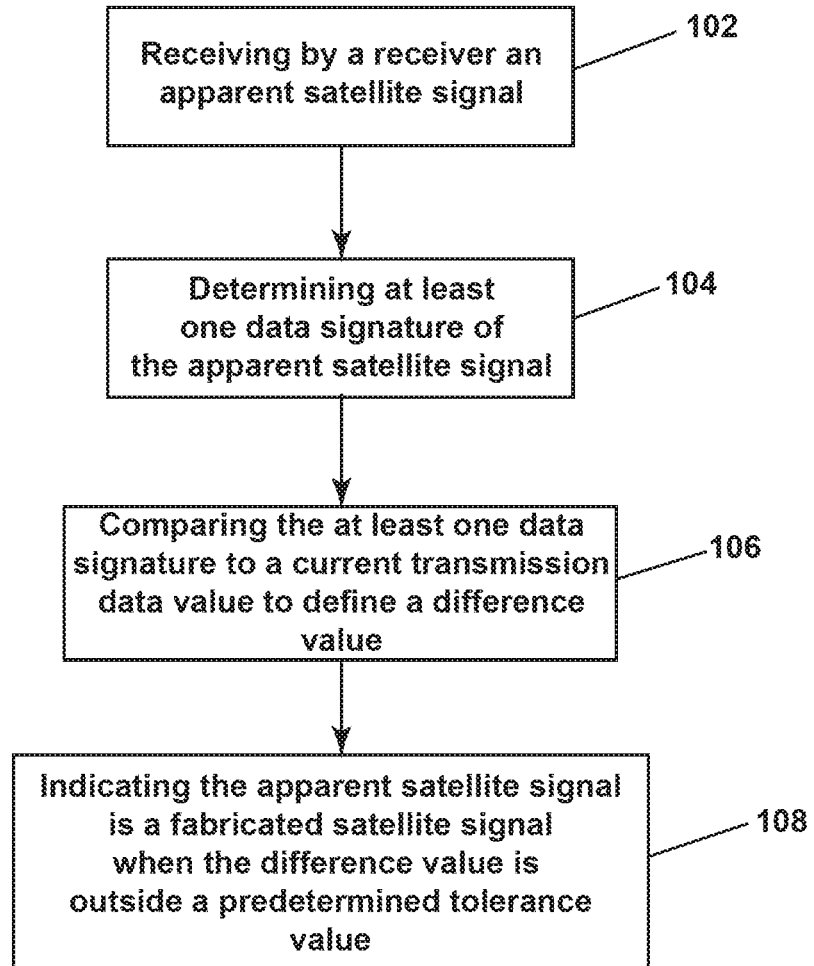 Receiving by a receiver an
apparent satellite signal
102
Determining at least
one data signature of
the apparent satellite signal
104
Comparing the at least one data
signature to a current transmission
data value to define a difference
value
106
Indicating the apparent satellite signal
is a fabricated satellite signal
when the difference value is
outside a predetermined tolerance
value
108